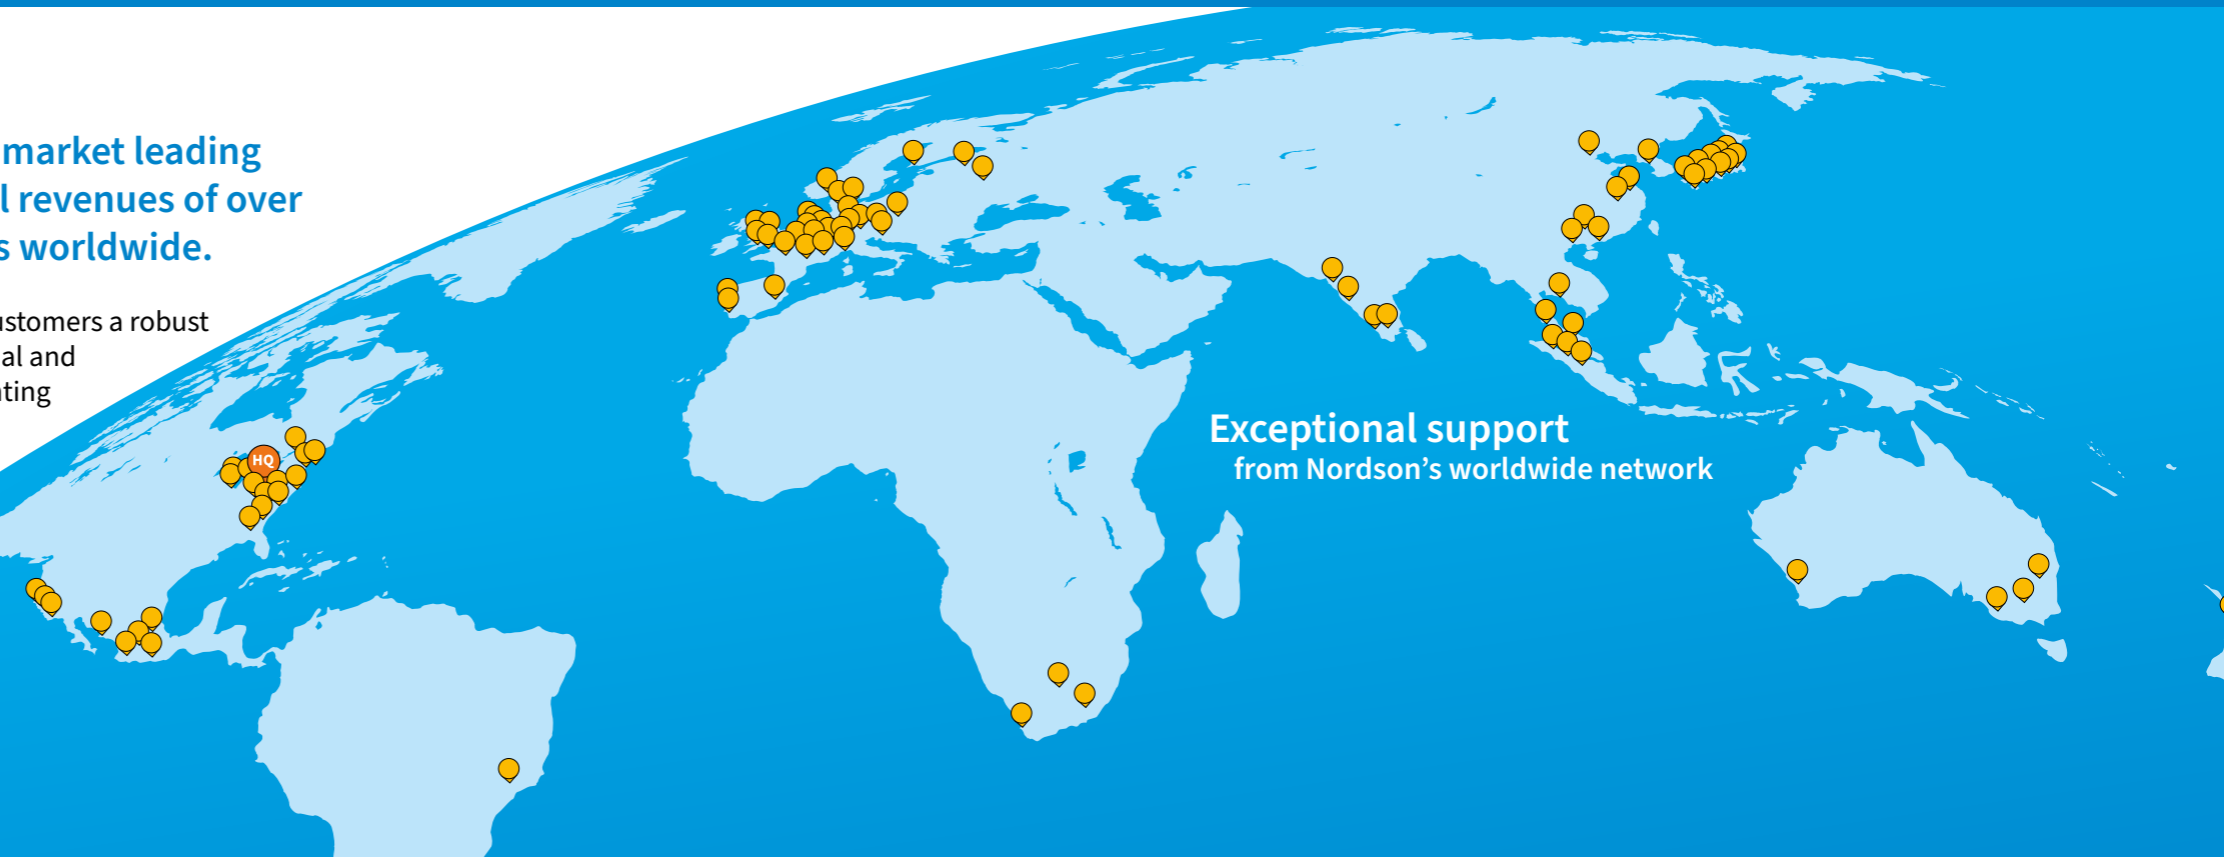 market leading
l revenues of over
s worldwide.
ustomers a robust
al and
ting
HQ
Exceptional support
from Nordson’s worldwide network